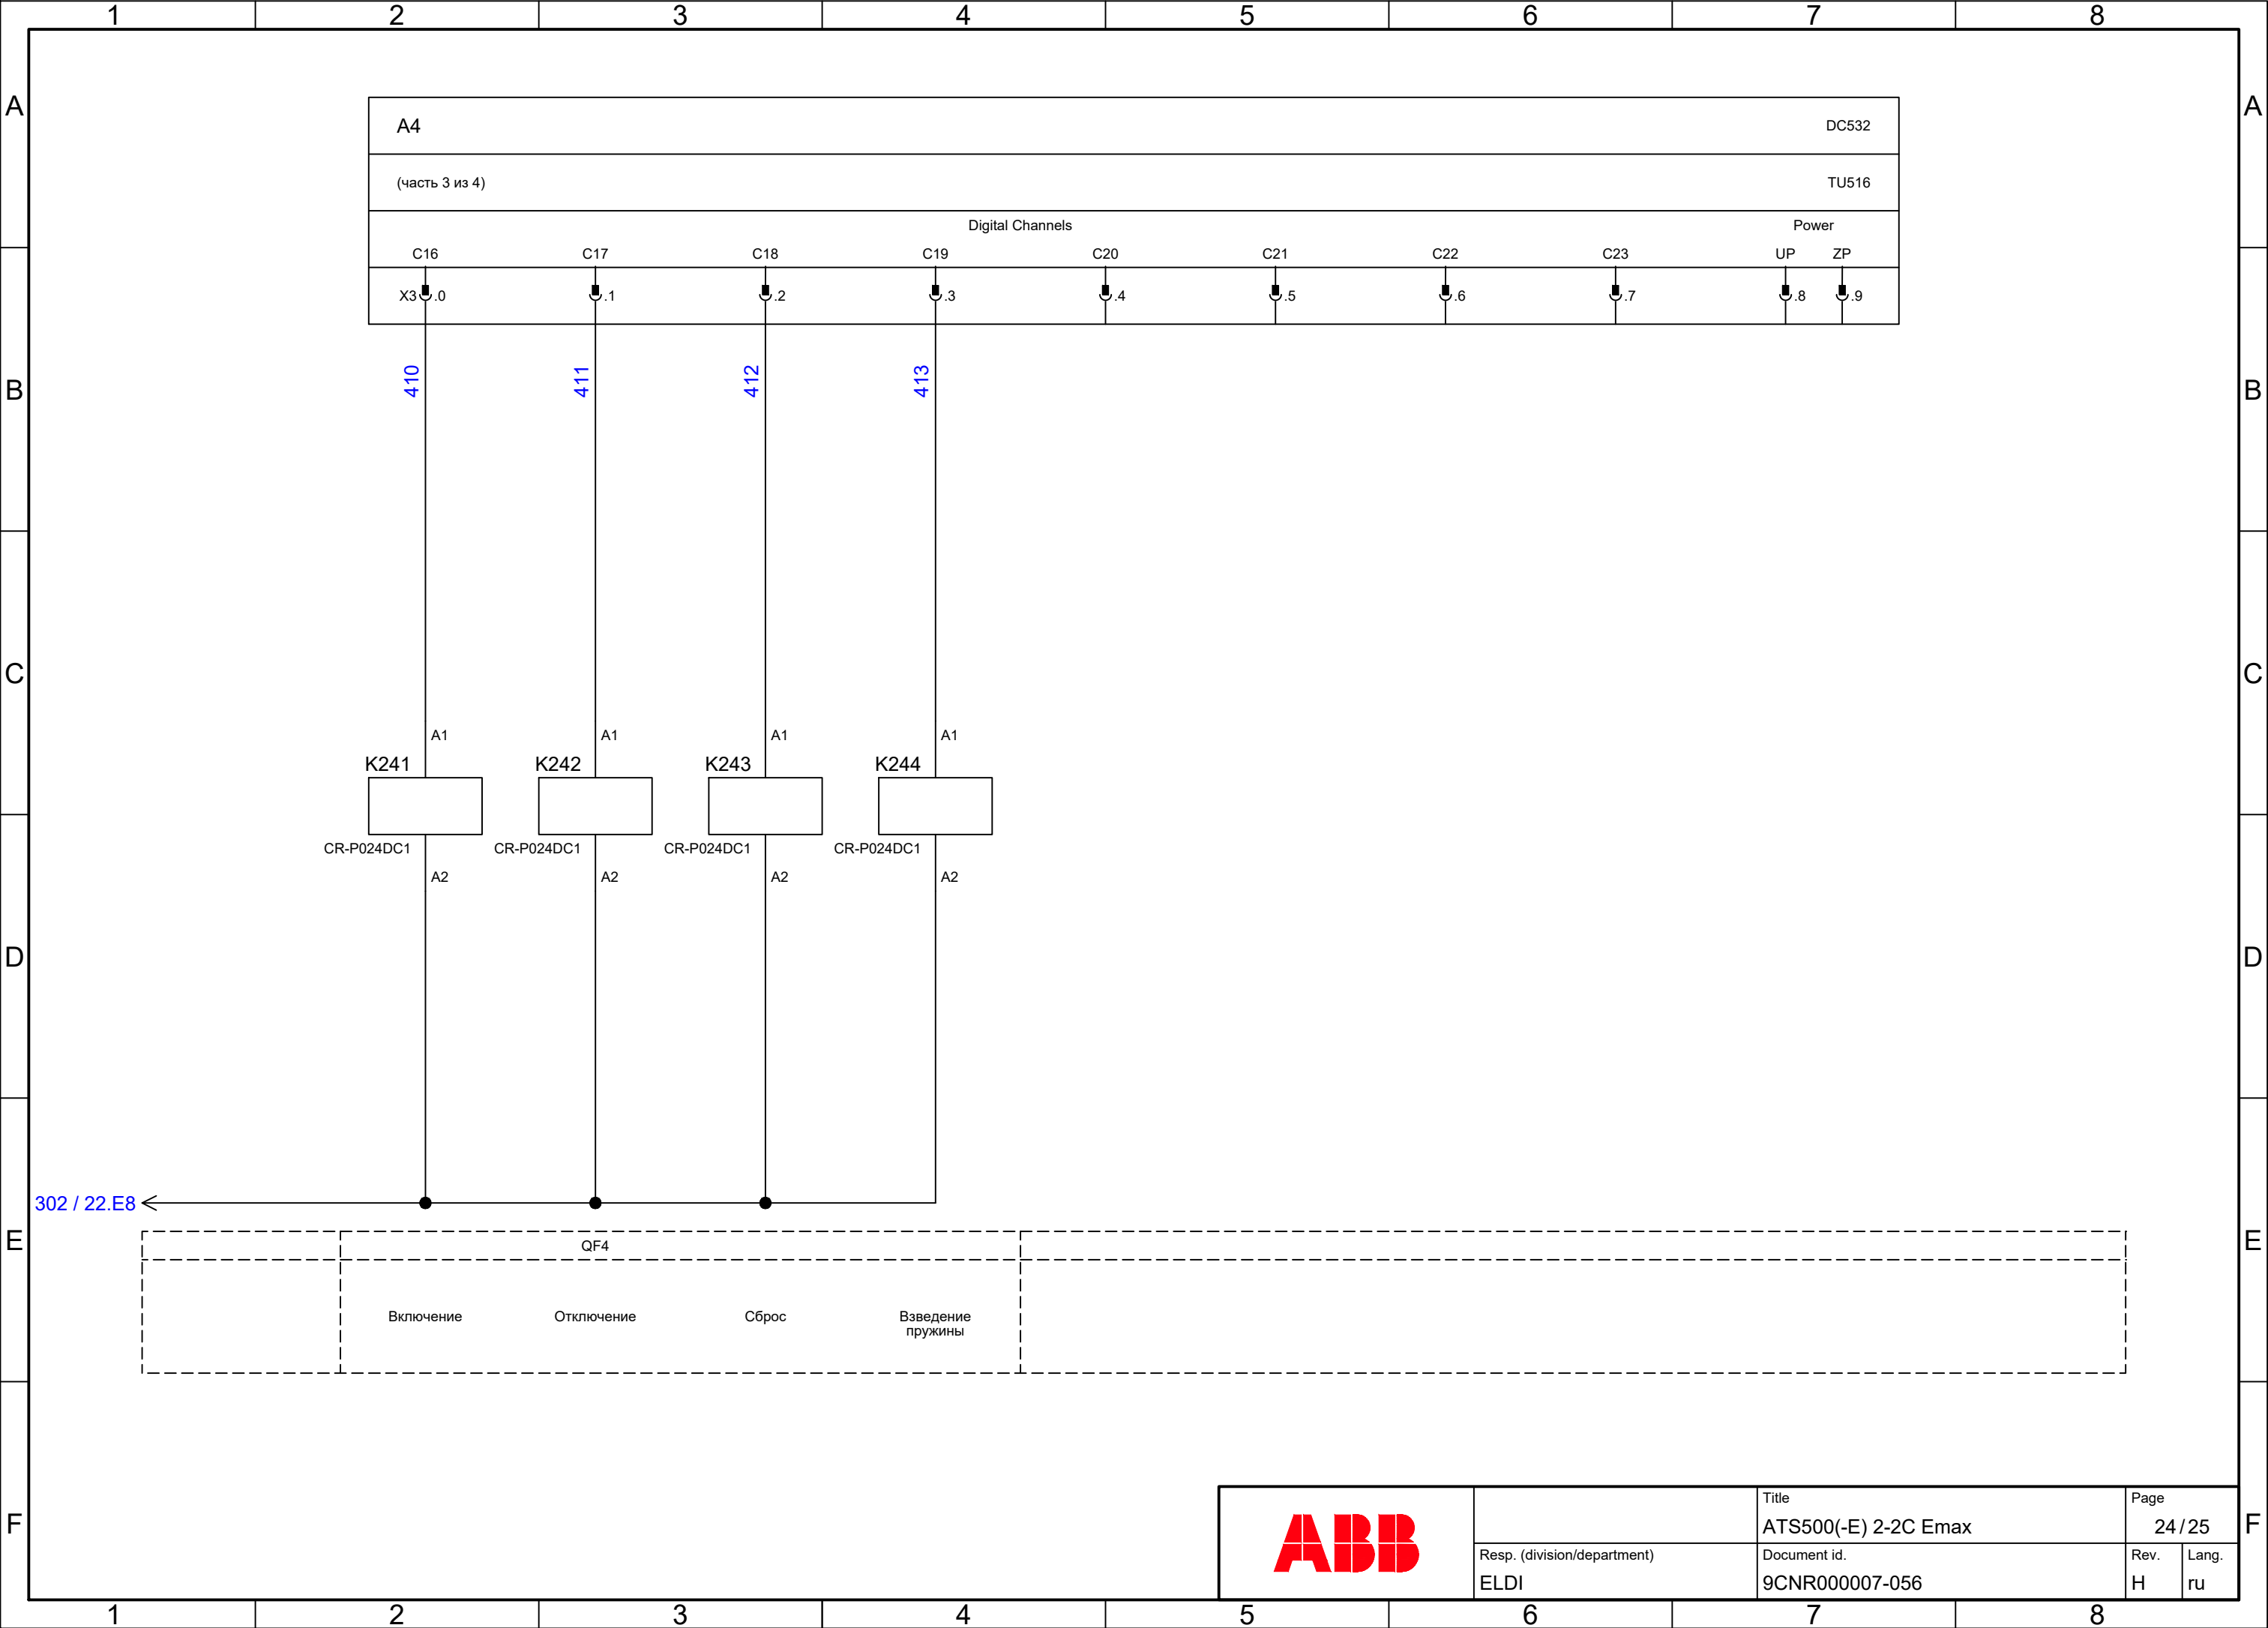 1 2 3 4 5 6 7 8
A A
A4 DC532
(часть 3 из 4) TU516
Digital Channels Power
C16 C17 C18 C19 C20 C21 C22 C23 UP ZP
X3 .0 .1 .2 .3 .4 .5 .6 .7 .8 .9
B B
410 411 412 413
C C
A1 A1 A1 A1
K241 K242 K243 K244
CR-P024DC1 CR-P024DC1 CR-P024DC1 CR-P024DC1
A2 A2 A2 A2
D D
302 / 22.E8
E E
QF4
Включение Отключение Сброс Взведение
пружины
F F
ABB
Title
ATS500(-E) 2-2C Emax
Page
24 / 25
Resp. (division/department)
ELDI
Document id.
9CNR000007-056
Rev.
H
Lang.
ru
1 2 3 4 5 6 7 8